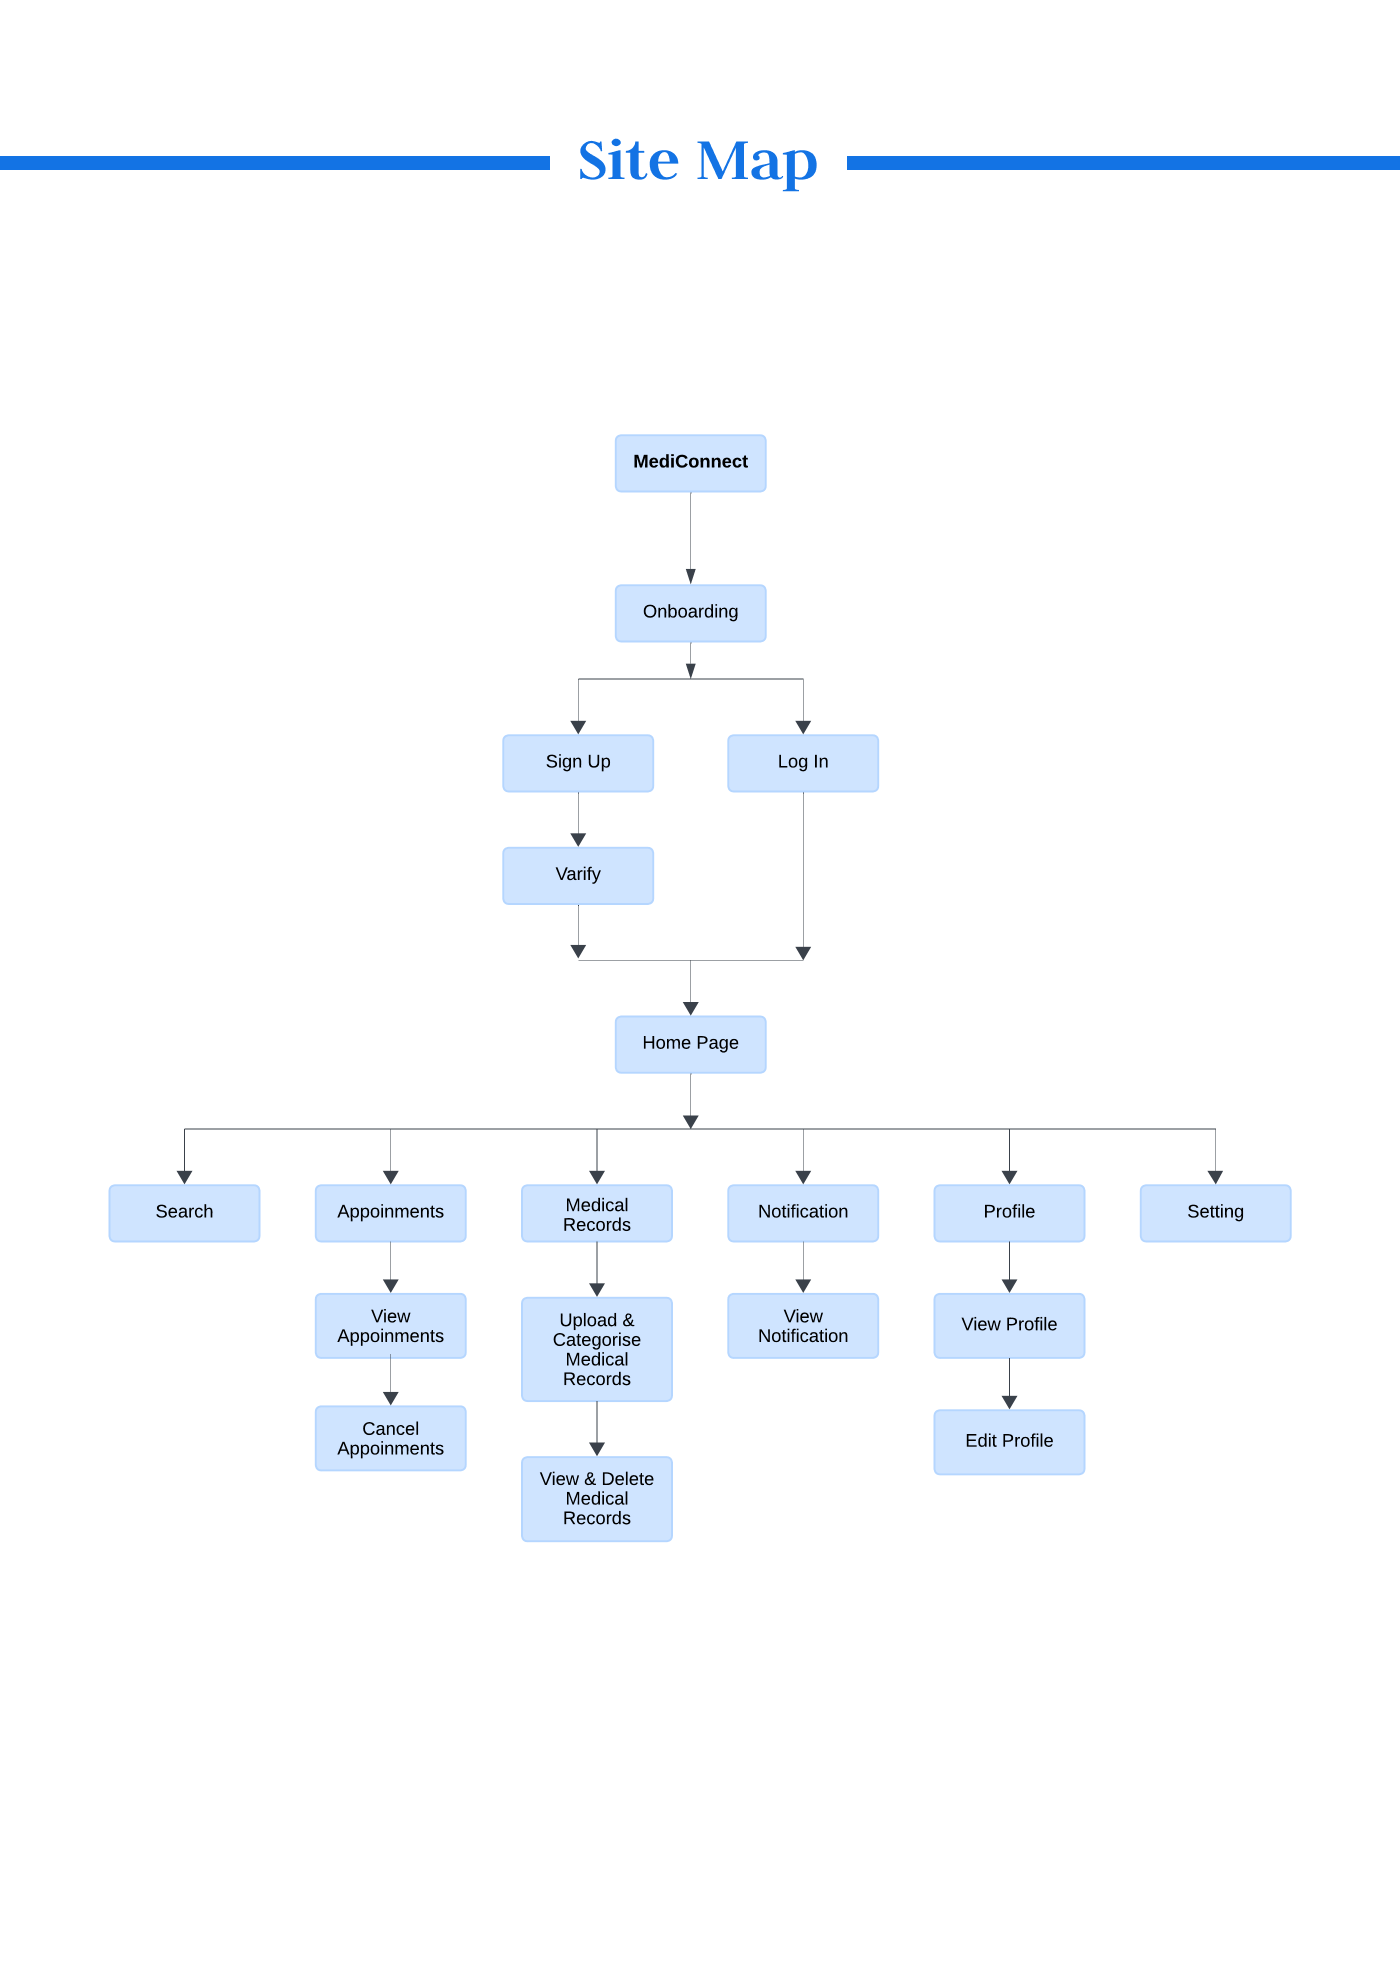 Site Map
MediConnect
Onboarding
Sign Up
Log In
Varify
Home Page
Search
Appoinments
Medical
Records
Notification
Profile
Setting
View
Appoinments
Upload &
Categorise
Medical
Records
View
Notification
View Profile
Cancel
Appoinments
Edit Profile
View & Delete
Medical
Records